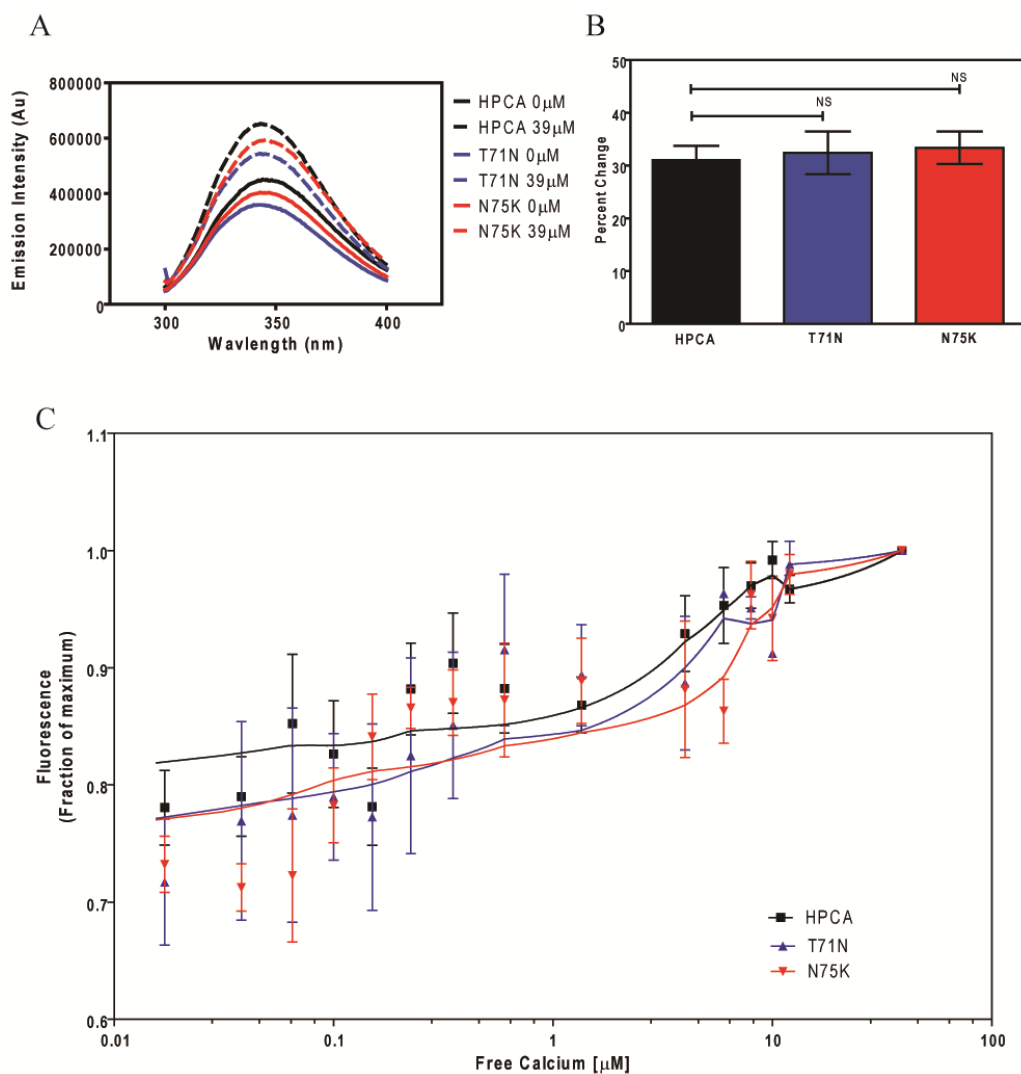 A
Emission Intensity (Au)
800000
600000
400000
200000
0
300
350
400
Wavlength (nm)
HPCA 0μM
HPCA 39μM
T71N 0μM
T71N 39μM
N75K 0μM
N75K 39μM
B
Percent Change
50
40
30
20
10
0
NS
NS
HPCA
T71N
N75K
C
Fluorescence
(Fraction of maximum)
1.1
1.0
0.9
0.8
0.7
0.6
0.01
0.1
1
10
100
Free Calcium [μM]
HPCA
T71N
N75K